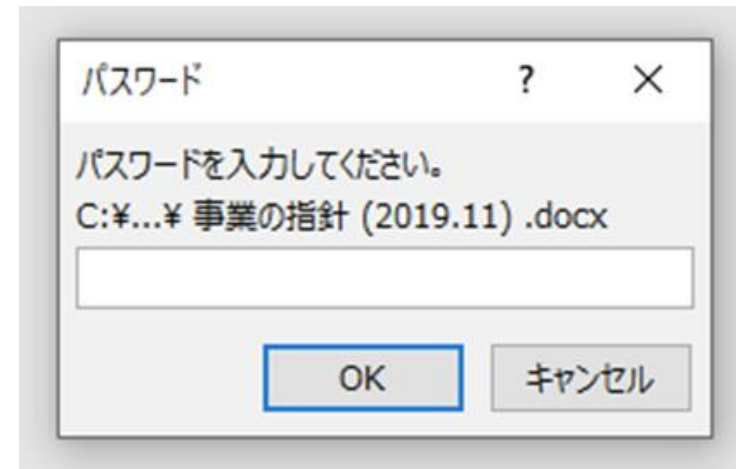 パスワード ? ×
パスワードを入力してください。
C:¥...¥ 事業の指針 (2019.11) .docx
OK キャンセル